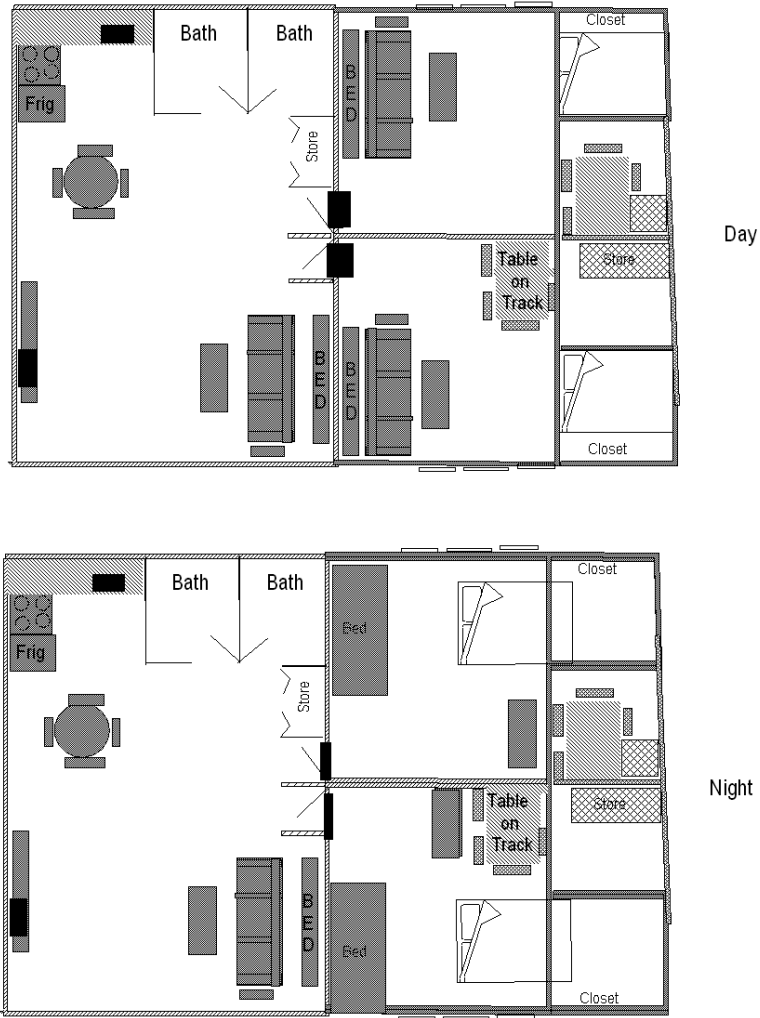 Closet
Bath
Bath
BED
Frig
Store
Day
Store
Table
on
Track
BED
BED
Closet
Closet
Bath
Bath
Frig
Bed
Store
Night
Table
on
Track
Store
BED
Bed
Closet